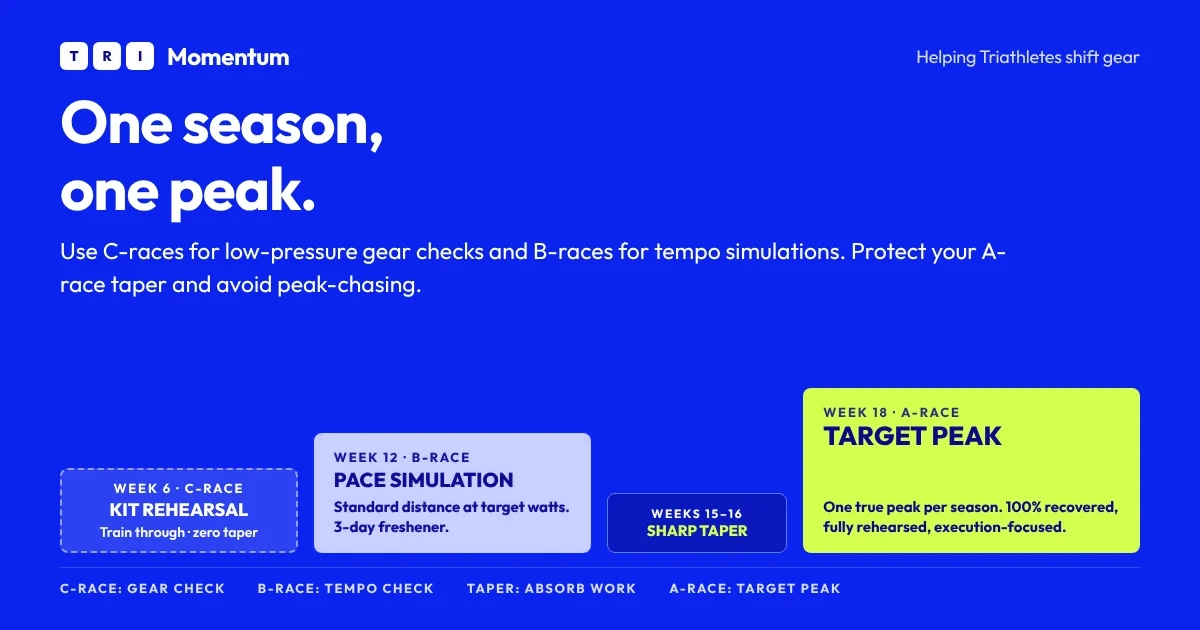 TRI Momentum
Helping Triathletes shift gear
One season,
one peak.
Use C-races for low-pressure gear checks and B-races for tempo simulations. Protect your A-
race taper and avoid peak-chasing.
WEEK 6 · C-RACE
KIT REHEARSAL
Train through · zero taper
WEEK 12 · B-RACE
PACE SIMULATION
Standard distance at target watts.
3-day freshener.
WEEKS 15–16
SHARP TAPER
WEEK 18 · A-RACE
TARGET PEAK
One true peak per season. 100% recovered,
fully rehearsed, execution-focused.
C-RACE: GEAR CHECK
B-RACE: TEMPO CHECK
TAPER: ABSORB WORK
A-RACE: TARGET PEAK